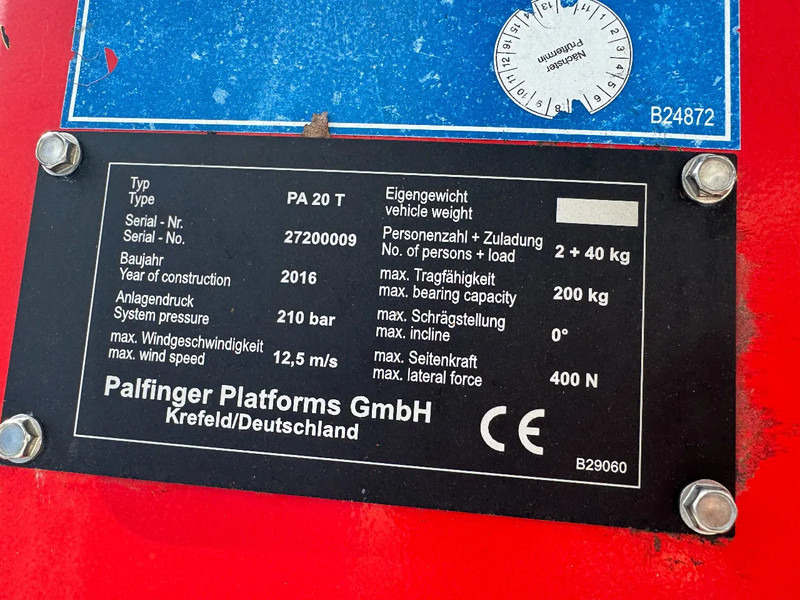 Nächster
Prüftermin
B24872
Typ
Type
PA 20 T
Serial - Nr.
Serial - No.
27200009
Baujahr
Year of construction
2016
Anlagendruck
System pressure
210 bar
max. Windgeschwindigkeit
max. wind speed
12,5 m/s
Eigengewicht
vehicle weight
Personenzahl + Zuladung
No. of persons + load
2 + 40 kg
max. Tragfähigkeit
max. bearing capacity
200 kg
max. Schrägstellung
max. incline
0°
max. Seitenkraft
max. lateral force
400 N
Palfinger Platforms GmbH
Krefeld/Deutschland
CE
B29060